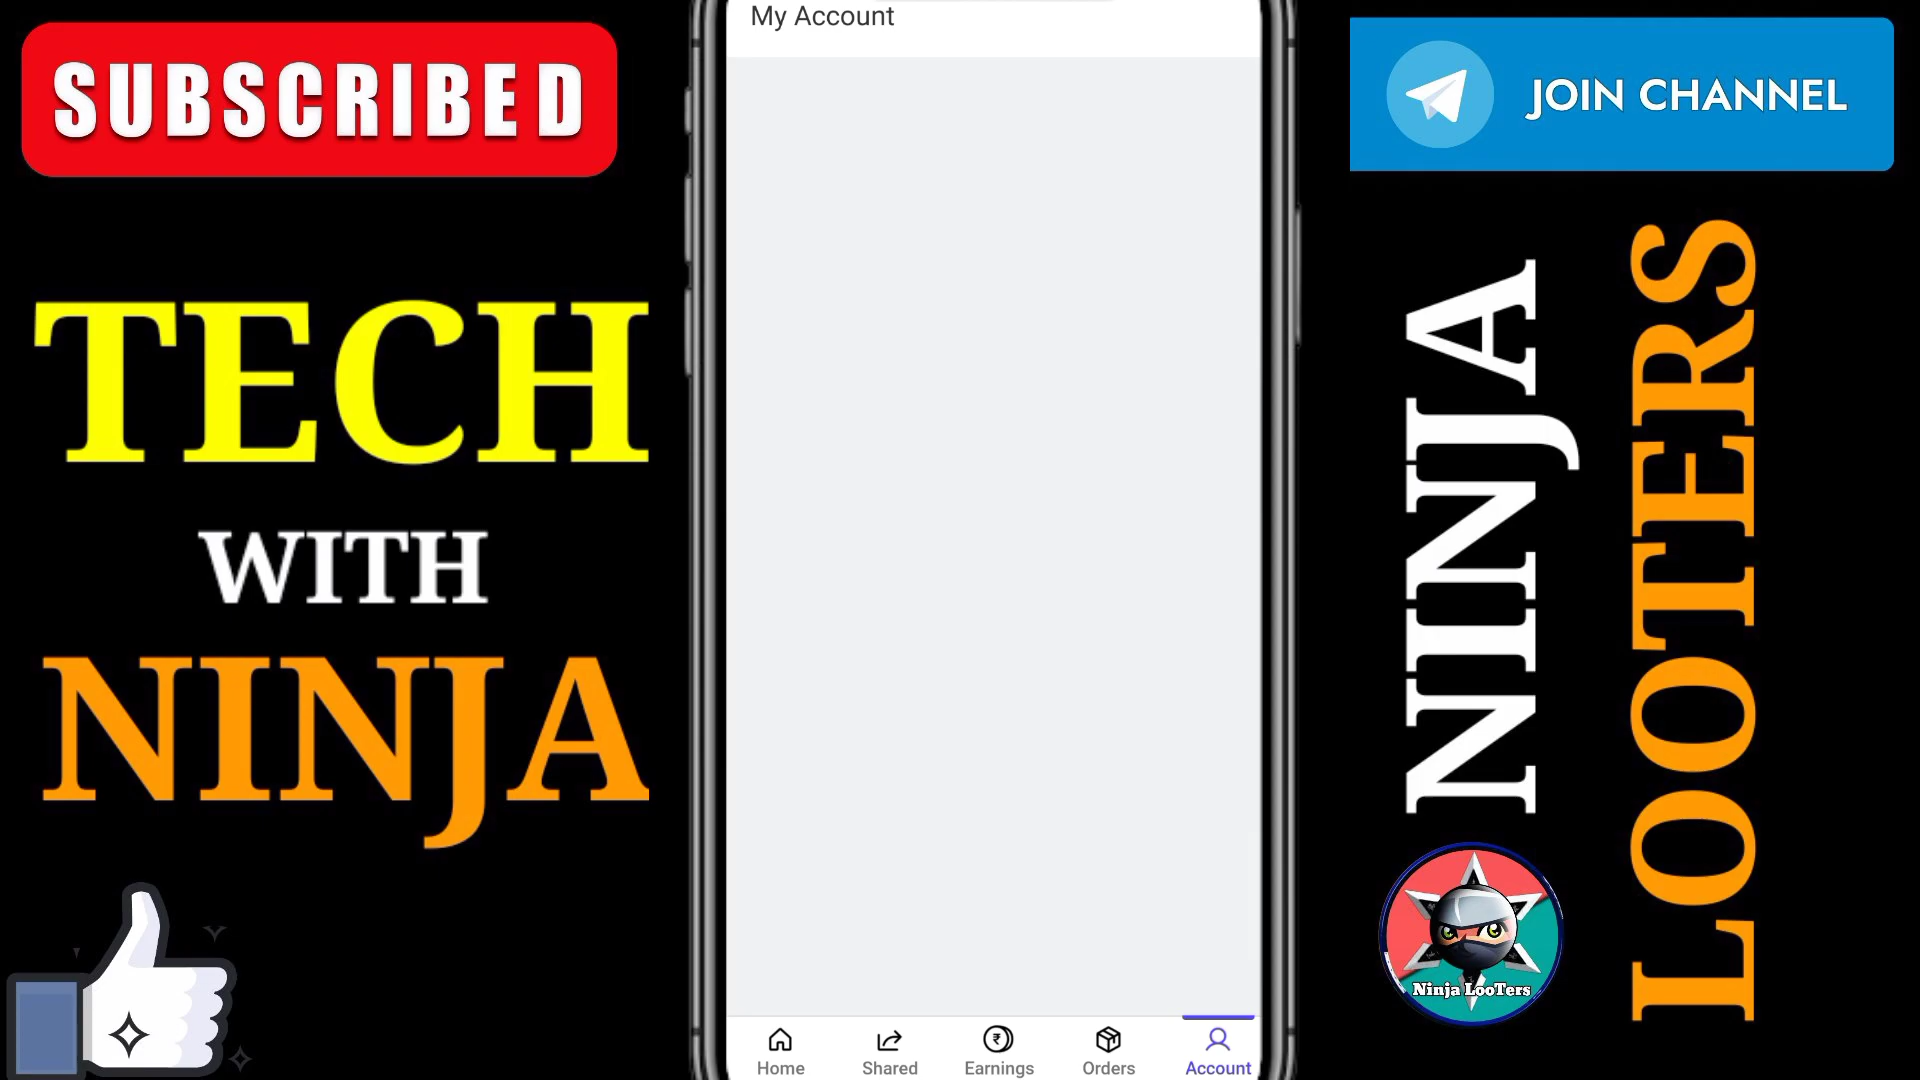 SUBSCRIBED
TECH
WITH
NINJA
My Account
Home
Shared
Earnings
Orders
Account
JOIN CHANNEL
NINJA
LOOTERS
Ninja LooTers